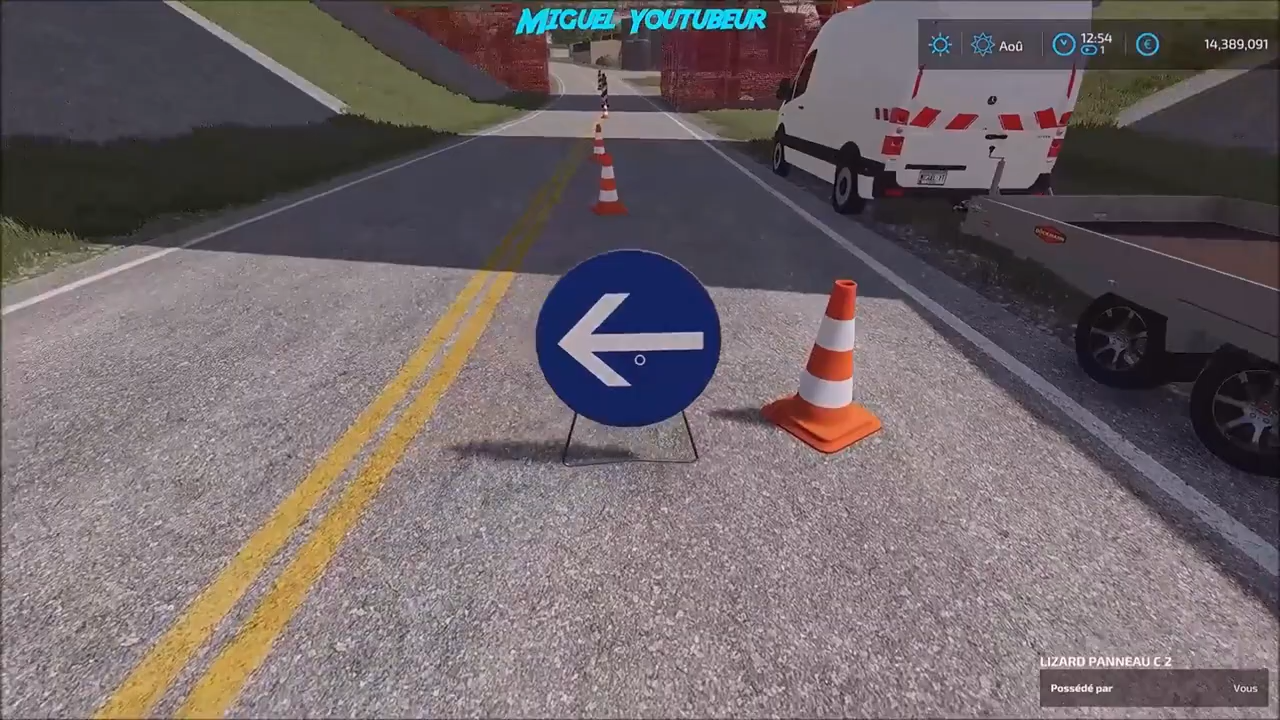 MIGUEL YOUTUBEUR
Aoû
12:54
1
14,389,091
LIZARD PANNEAU C 2
Possédé par
Vous